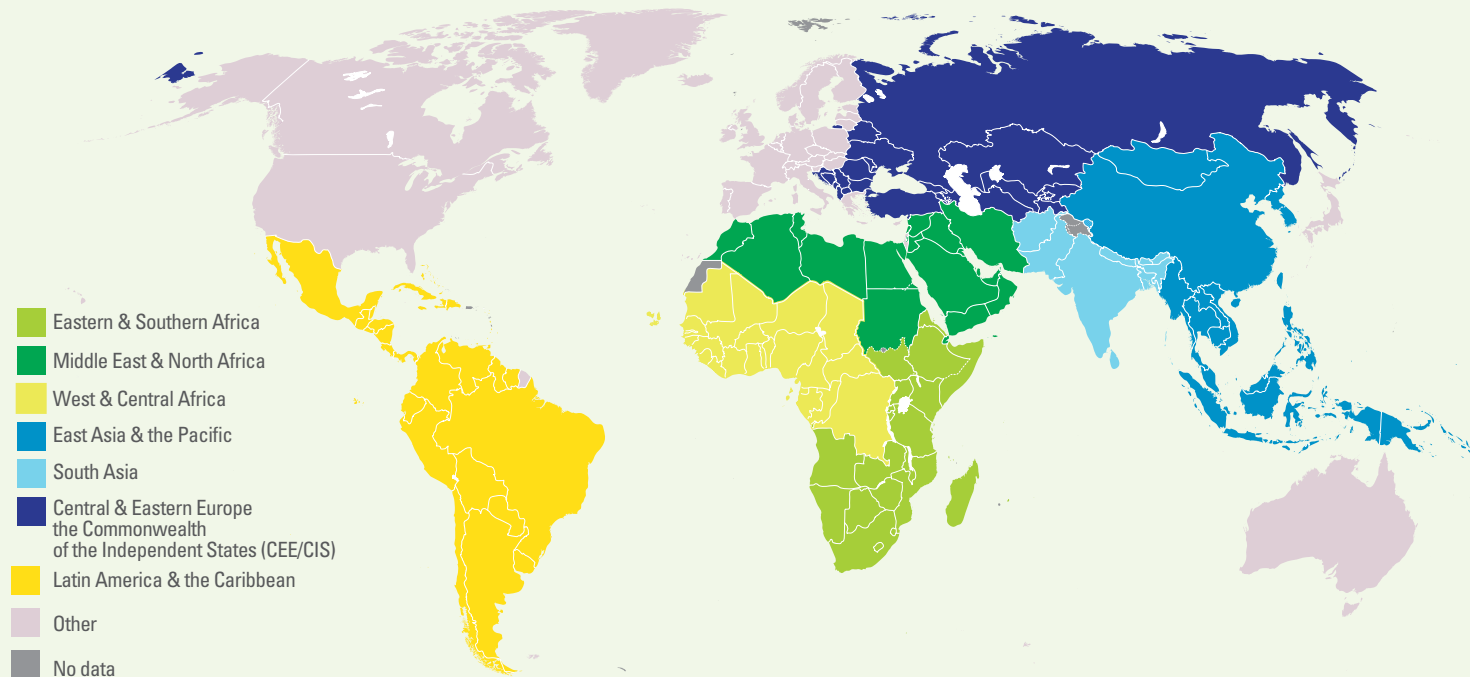 Eastern & Southern Africa
Middle East & North Africa
West & Central Africa
East Asia & the Pacific
South Asia
Central & Eastern Europe
the Commonwealth
of the Independent States (CEE/CIS)
Latin America & the Caribbean
Other
No data